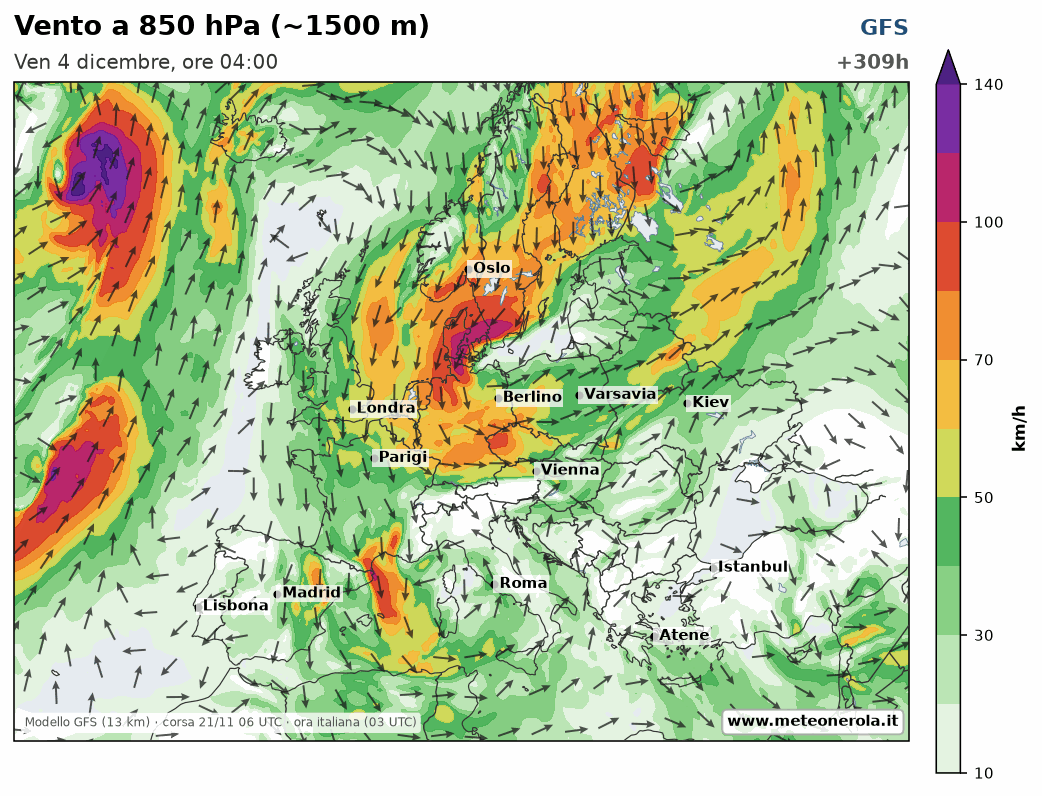 Vento a 850 hPa (~1500 m)
GFS
Ven 4 dicembre, ore 04:00
+309h
140
100
70
50
30
10
km/h
Oslo
Londra
Berlino
Varsavia
Kiev
Parigi
Vienna
Istanbul
Roma
Madrid
Lisbona
Atene
Modello GFS (13 km) · corsa 21/11 06 UTC · ora italiana (03 UTC)
www.meteonerola.it